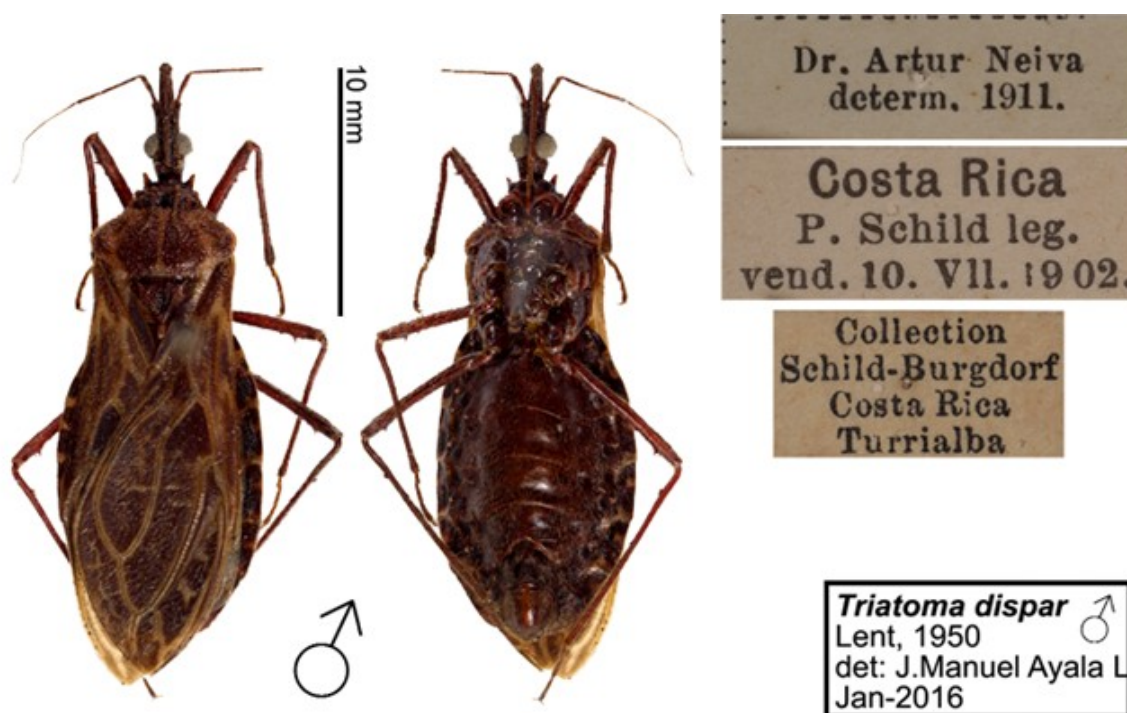 10 mm
Dr. Artur Neiva
determ. 1911.
Costa Rica
P. Schild leg.
vend. 10. VII. 1902.
Collection
Schild-Burgdorf
Costa Rica
Turrialba
Triatoma dispar ♂
Lent, 1950
det: J.Manuel Ayala L
Jan-2016